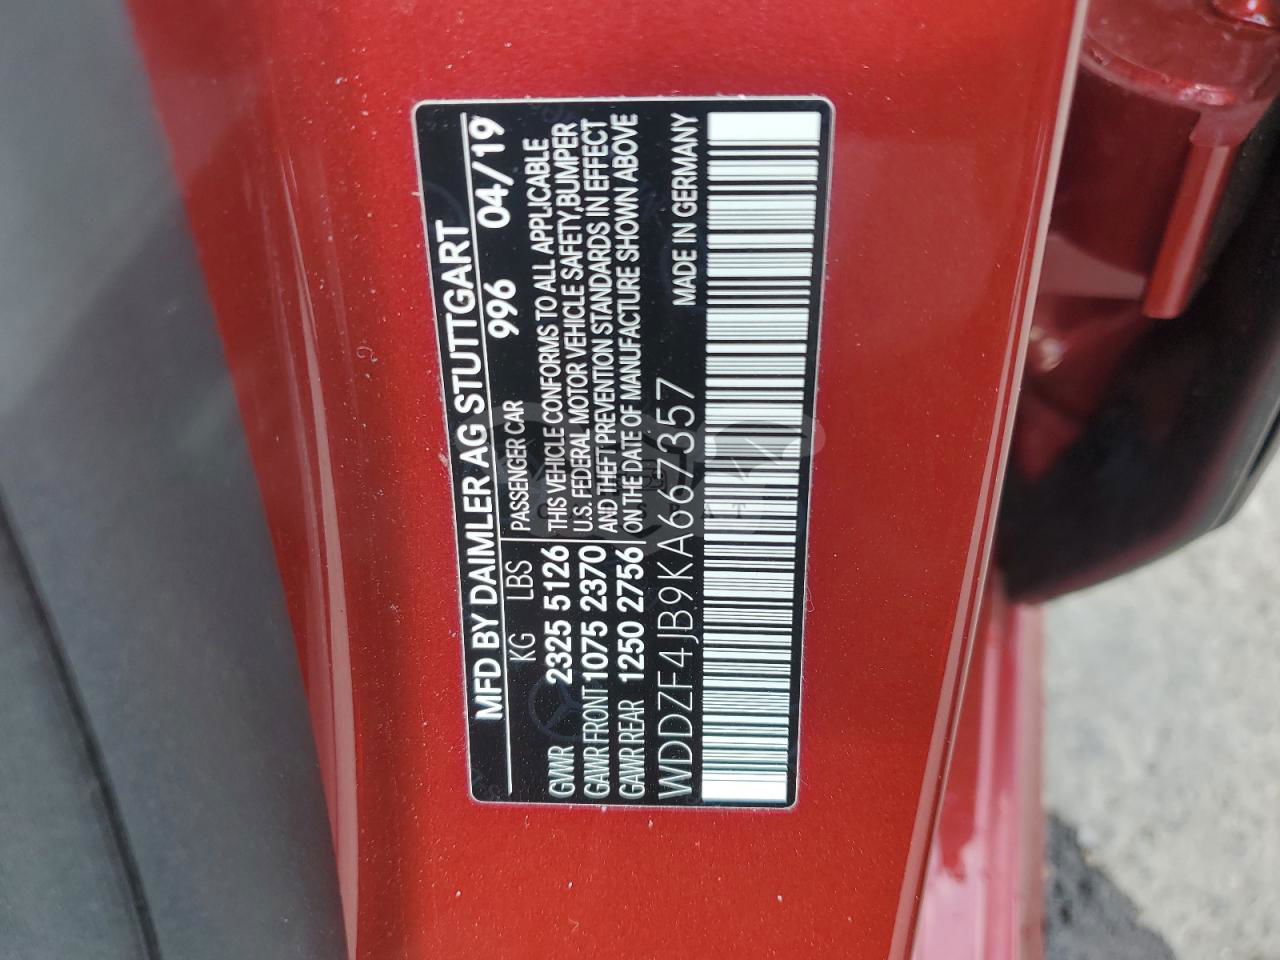 MFD BY DAIMLER AG STUTTGART
KG LBS 996 04/19
GVWR 2325 5126
GAWR FRONT 1075 2370
GAWR REAR 1250 2756
PASSENGER CAR
THIS VEHICLE CONFORMS TO ALL APPLICABLE
U.S. FEDERAL MOTOR VEHICLE SAFETY,BUMPER
AND THEFT PREVENTION STANDARDS IN EFFECT
ON THE DATE OF MANUFACTURE SHOWN ABOVE
WDDZF4JB9KA667357 MADE IN GERMANY